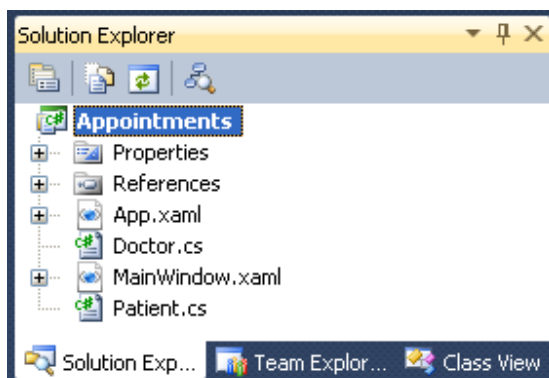 Solution Explorer
Appointments
Properties
References
App.xaml
Doctor.cs
MainWindow.xaml
Patient.cs
Solution Exp... Team Explor... Class View